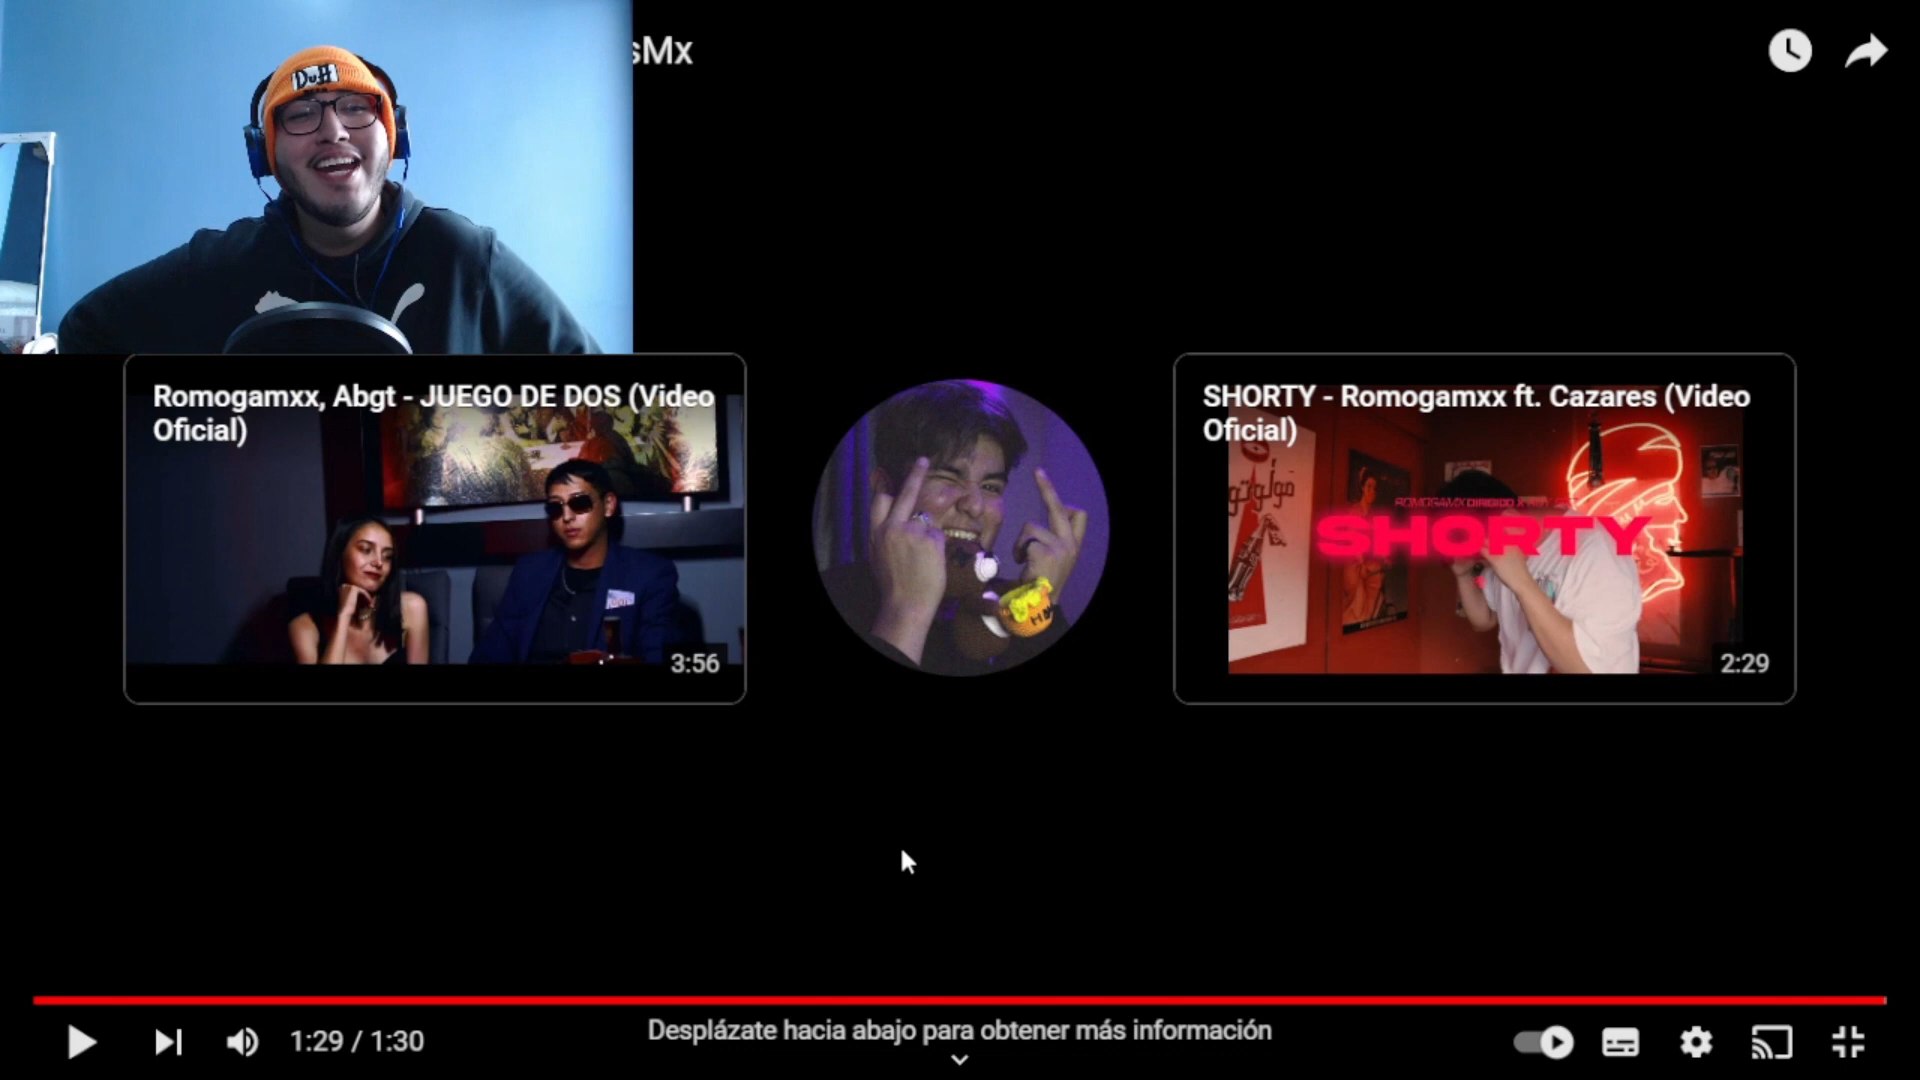 Duff
sMx
Romogamxx, Abgt - JUEGO DE DOS (Video
Oficial)
3:56
SHORTY - Romogamxx ft. Cazares (Video
Oficial)
SHORTY
2:29
1:29 / 1:30
Desplázate hacia abajo para obtener más información